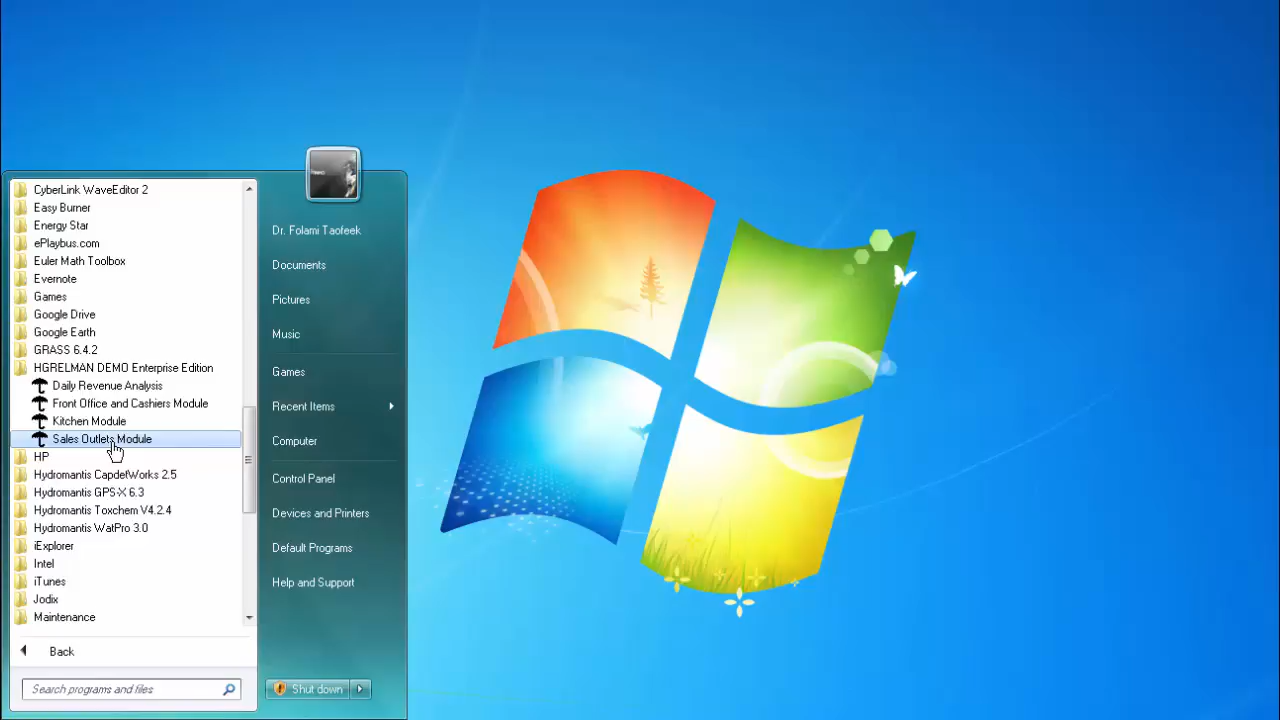 CyberLink WaveEditor 2
Easy Burner
Energy Star
ePlaybus.com
Euler Math Toolbox
Evernote
Games
Google Drive
Google Earth
GRASS 6.4.2
HGRELMAN DEMO Enterprise Edition
Daily Revenue Analysis
Front Office and Cashiers Module
Kitchen Module
Sales Outlets Module
HP
Hydromantis CapdetWorks 2.5
Hydromantis GPS-X 6.3
Hydromantis Toxchem V4.2.4
Hydromantis WatPro 3.0
iExplorer
Intel
iTunes
Jodix
Maintenance
Back
Search programs and files
Dr. Folami Taofeek
Documents
Pictures
Music
Games
Recent Items
Computer
Control Panel
Devices and Printers
Default Programs
Help and Support
Shut down